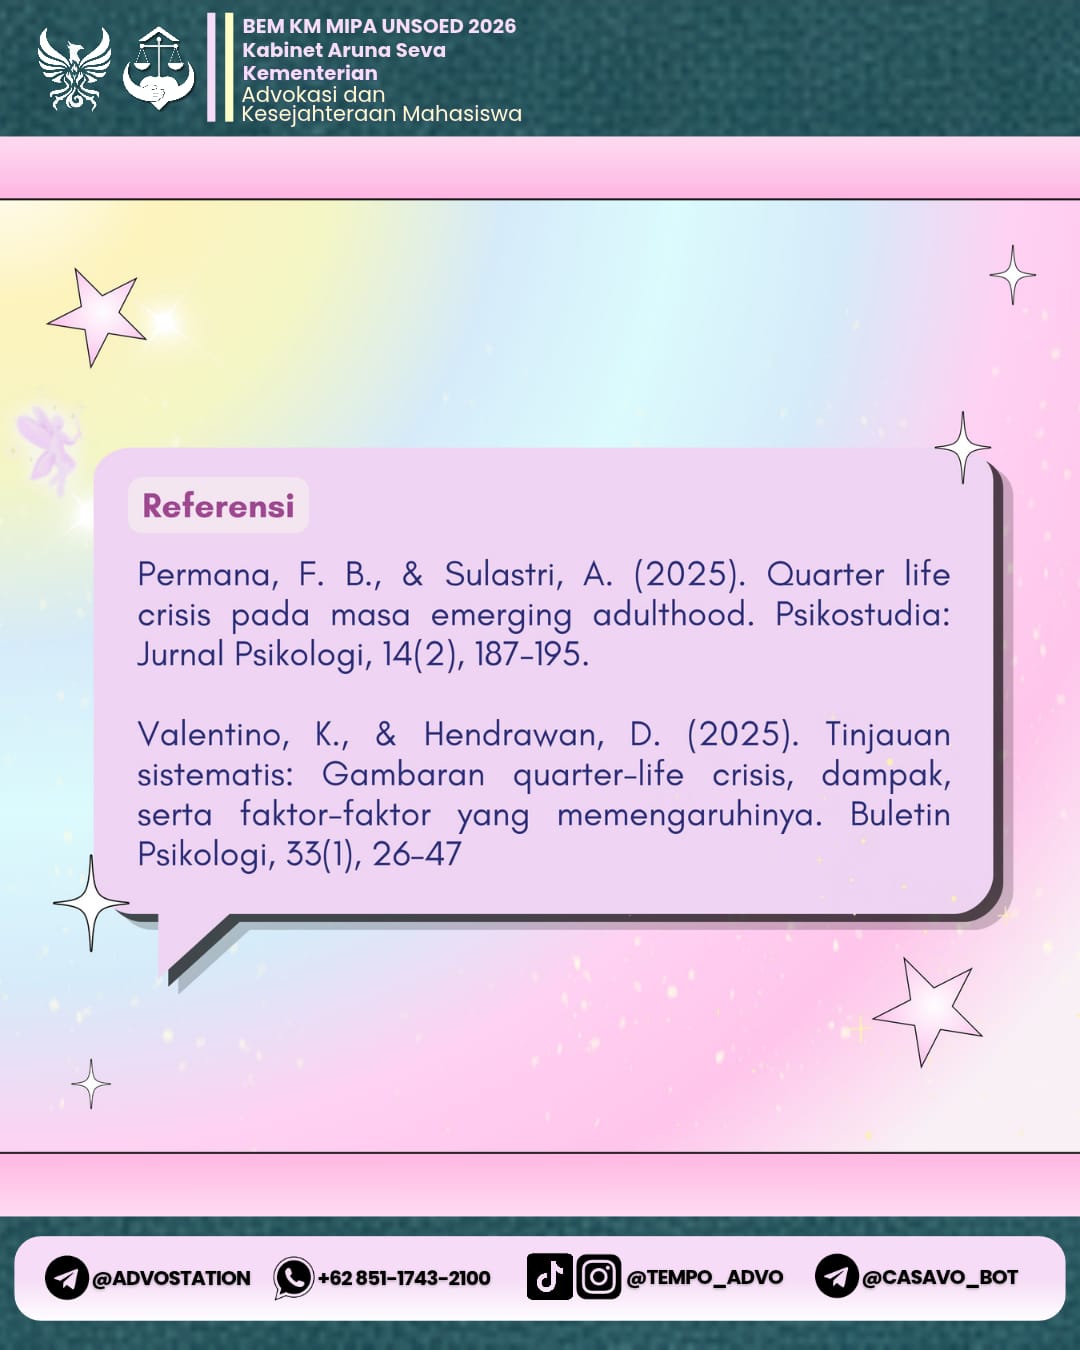 BEM KM MIPA UNSOED 2026
Kabinet Aruna Seva
Kementerian
Advokasi dan
Kesejahteraan Mahasiswa
Referensi
Permana, F. B., & Sulastri, A. (2025). Quarter life
crisis pada masa emerging adulthood. Psikostudia:
Jurnal Psikologi, 14(2), 187–195.
Valentino, K., & Hendrawan, D. (2025). Tinjauan
sistematis: Gambaran quarter-life crisis, dampak,
serta faktor-faktor yang memengaruhinya. Buletin
Psikologi, 33(1), 26–47
@ADVOSTATION
+62 851-1743-2100
@TEMPO_ADVO
@CASAVO_BOT